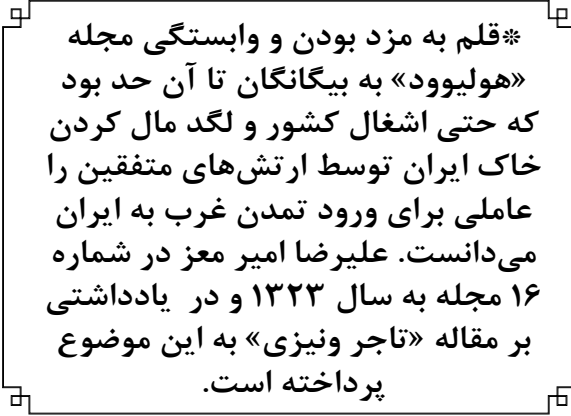 *قلم به مزد بودن و وابستگی مجله
«هولیوود» به بیگانگان تا آن حد بود
که حتی اشغال کشور و لگد مال کردن
خاک ایران توسط ارتش‌های متفقین را
عاملی برای ورود تمدن غرب به ایران
می‌دانست. علیرضا امیر معز در شماره
۱۶ مجله به سال ۱۳۲۳ و در یادداشتی
بر مقاله «تاجر ونیزی» به این موضوع
پرداخته است.